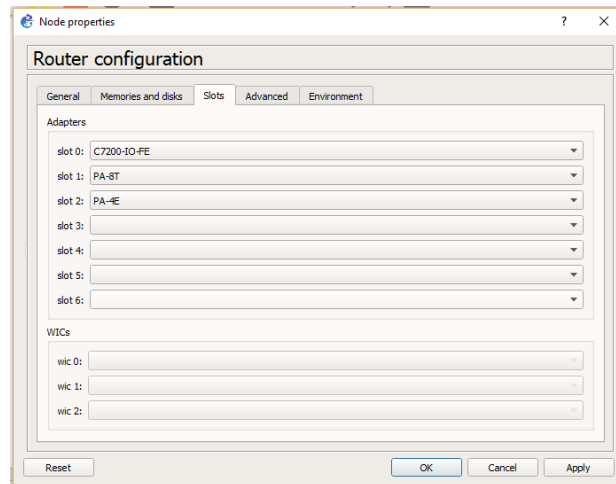 Node properties ? ×
Router configuration
General Memories and disks Slots Advanced Environment
Adapters
slot 0: C7200-IO-FE
slot 1: PA-8T
slot 2: PA-4E
slot 3:
slot 4:
slot 5:
slot 6:
WICs
wic 0:
wic 1:
wic 2:
Reset OK Cancel Apply